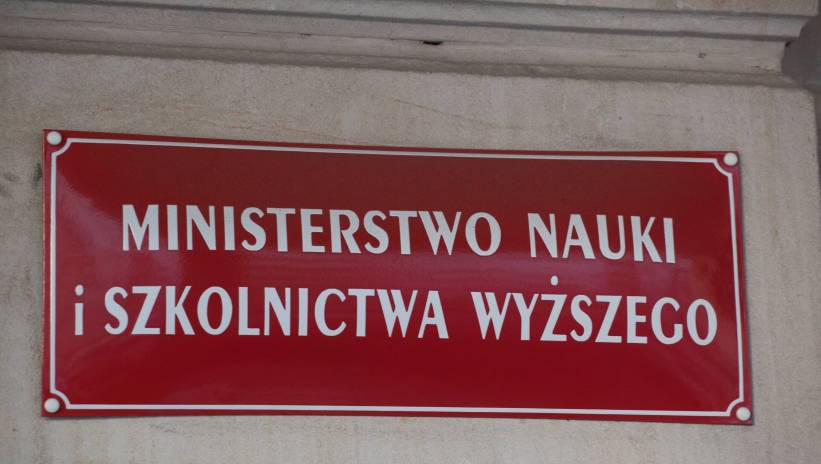 MINISTERSTWO NAUKI
i SZKOLNICTWA WYŻSZEGO